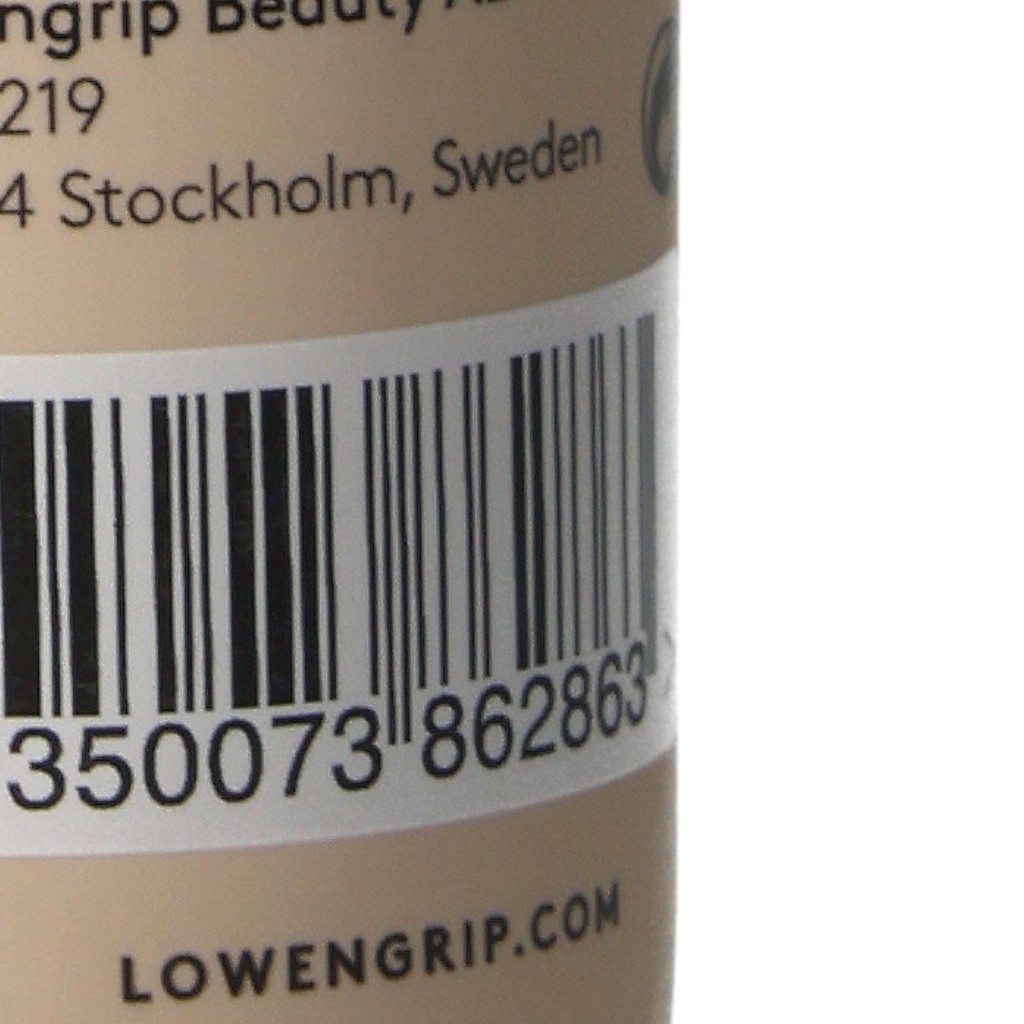 ngrip Beauty
219
4 Stockholm, Sweden
350073 862863 >
LOWENGRIP.COM